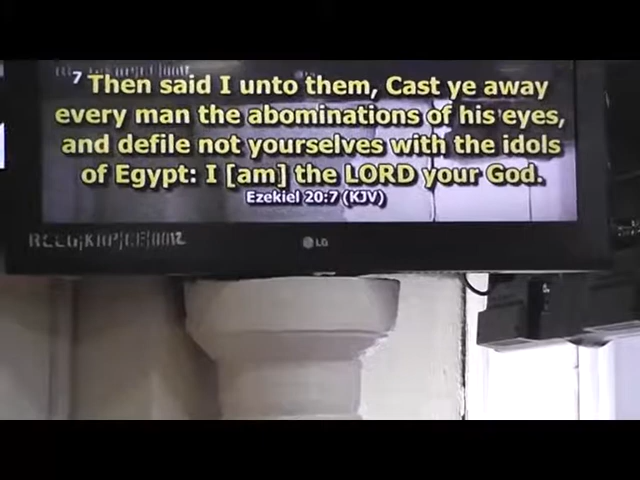 7 Then said I unto them, Cast ye away
every man the abominations of his eyes,
and defile not yourselves with the idols
of Egypt: I [am] the LORD your God.
Ezekiel 20:7 (KJV)
LG